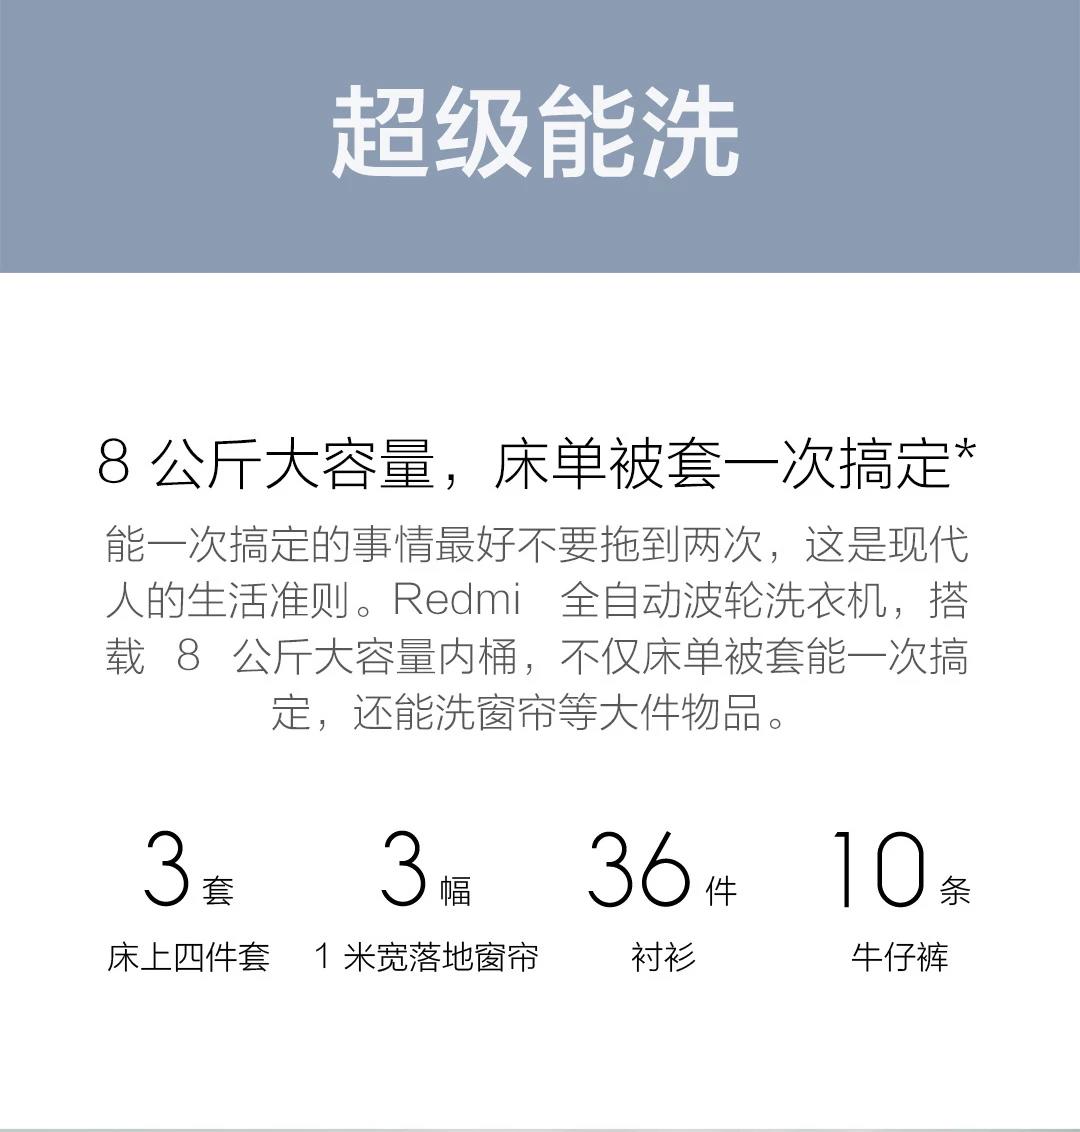 超级能洗
8 公斤大容量，床单被套一次搞定*
能一次搞定的事情最好不要拖到两次，这是现代
人的生活准则。Redmi 全自动波轮洗衣机，搭
载 8 公斤大容量内桶，不仅床单被套能一次搞
定，还能洗窗帘等大件物品。
3 套 3 幅 36 件 10 条
床上四件套 1 米宽落地窗帘 衬衫 牛仔裤